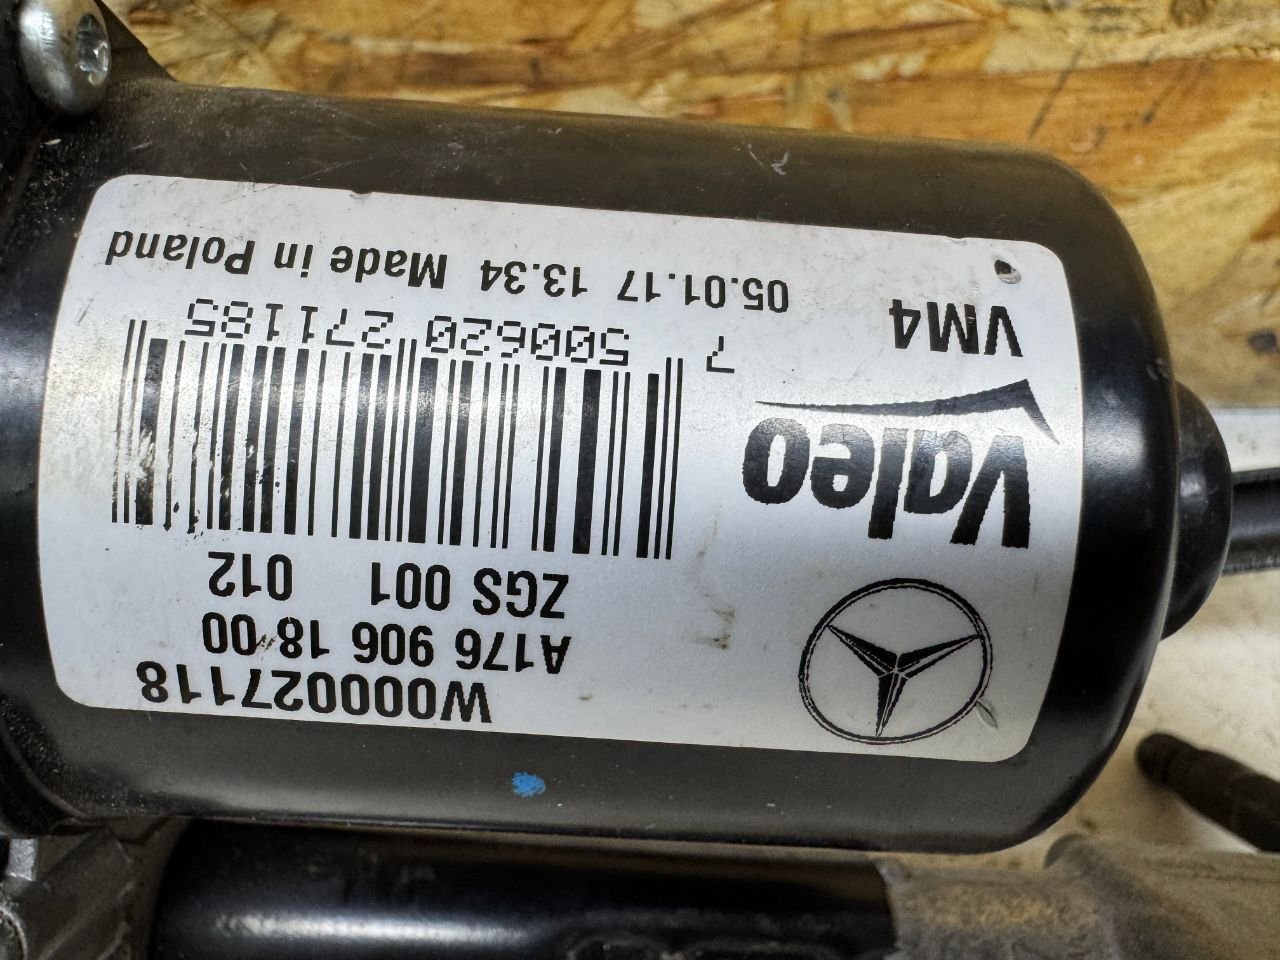 W000027118
A176 906 18 00
ZGS 001 012
Valeo
7 500620 271185
VM4
05.01.17 13.34 Made in Poland